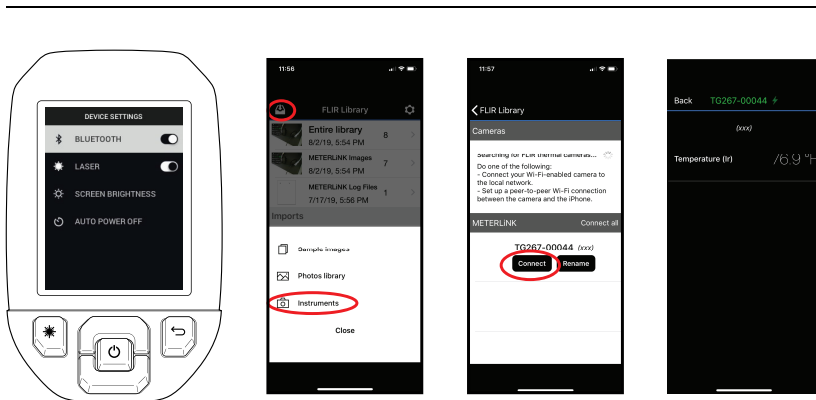 DEVICE SETTINGS
BLUETOOTH
LASER
SCREEN BRIGHTNESS
AUTO POWER OFF
11:56
FLIR Library
Entire library
8/2/19, 5:54 PM
8
METERLiNK Images
8/2/19, 5:54 PM
7
METERLiNK Log Files
7/17/19, 5:56 PM
1
Imports
Sample images
Photos library
Instruments
Close
11:57
FLIR Library
Cameras
Searching for FLIR thermal cameras...
Do one of the following:
- Connect your Wi-Fi-enabled camera to
the local network.
- Set up a peer-to-peer Wi-Fi connection
between the camera and the iPhone.
METERLiNK
Connect all
TG267-00044 (xxx)
Connect
Rename
Back
TG267-00044
(xxx)
Temperature (Ir)